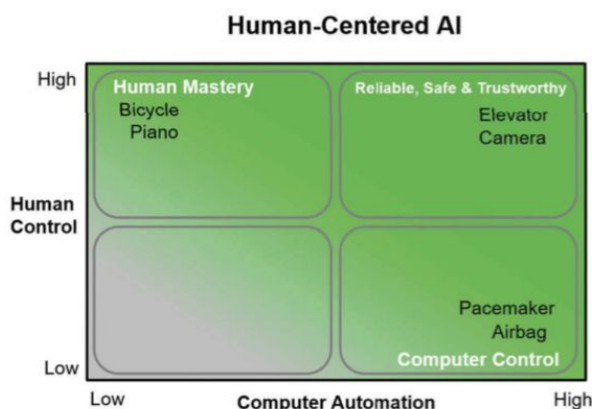 Human-Centered AI
High
Human Mastery
Bicycle
Piano
Reliable, Safe & Trustworthy
Elevator
Camera
Human
Control
Pacemaker
Airbag
Computer Control
Low
Low
Computer Automation
High